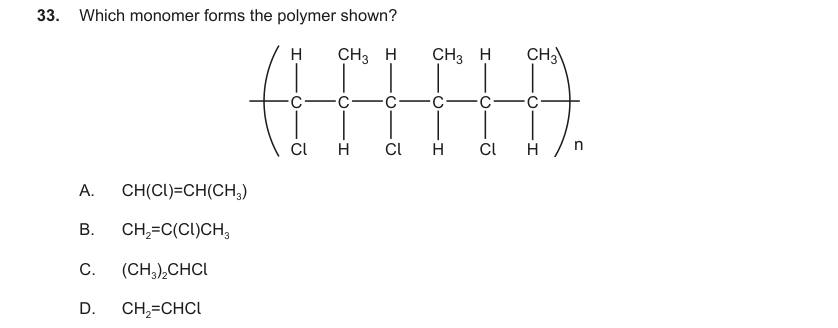 33. Which monomer forms the polymer shown?
H CH₃ H CH₃ H CH₃
C C C C C C
Cl H Cl H Cl H n
A. CH(Cl)=CH(CH₃)
B. CH₂=C(Cl)CH₃
C. (CH₃)₂CHCl
D. CH₂=CHCl